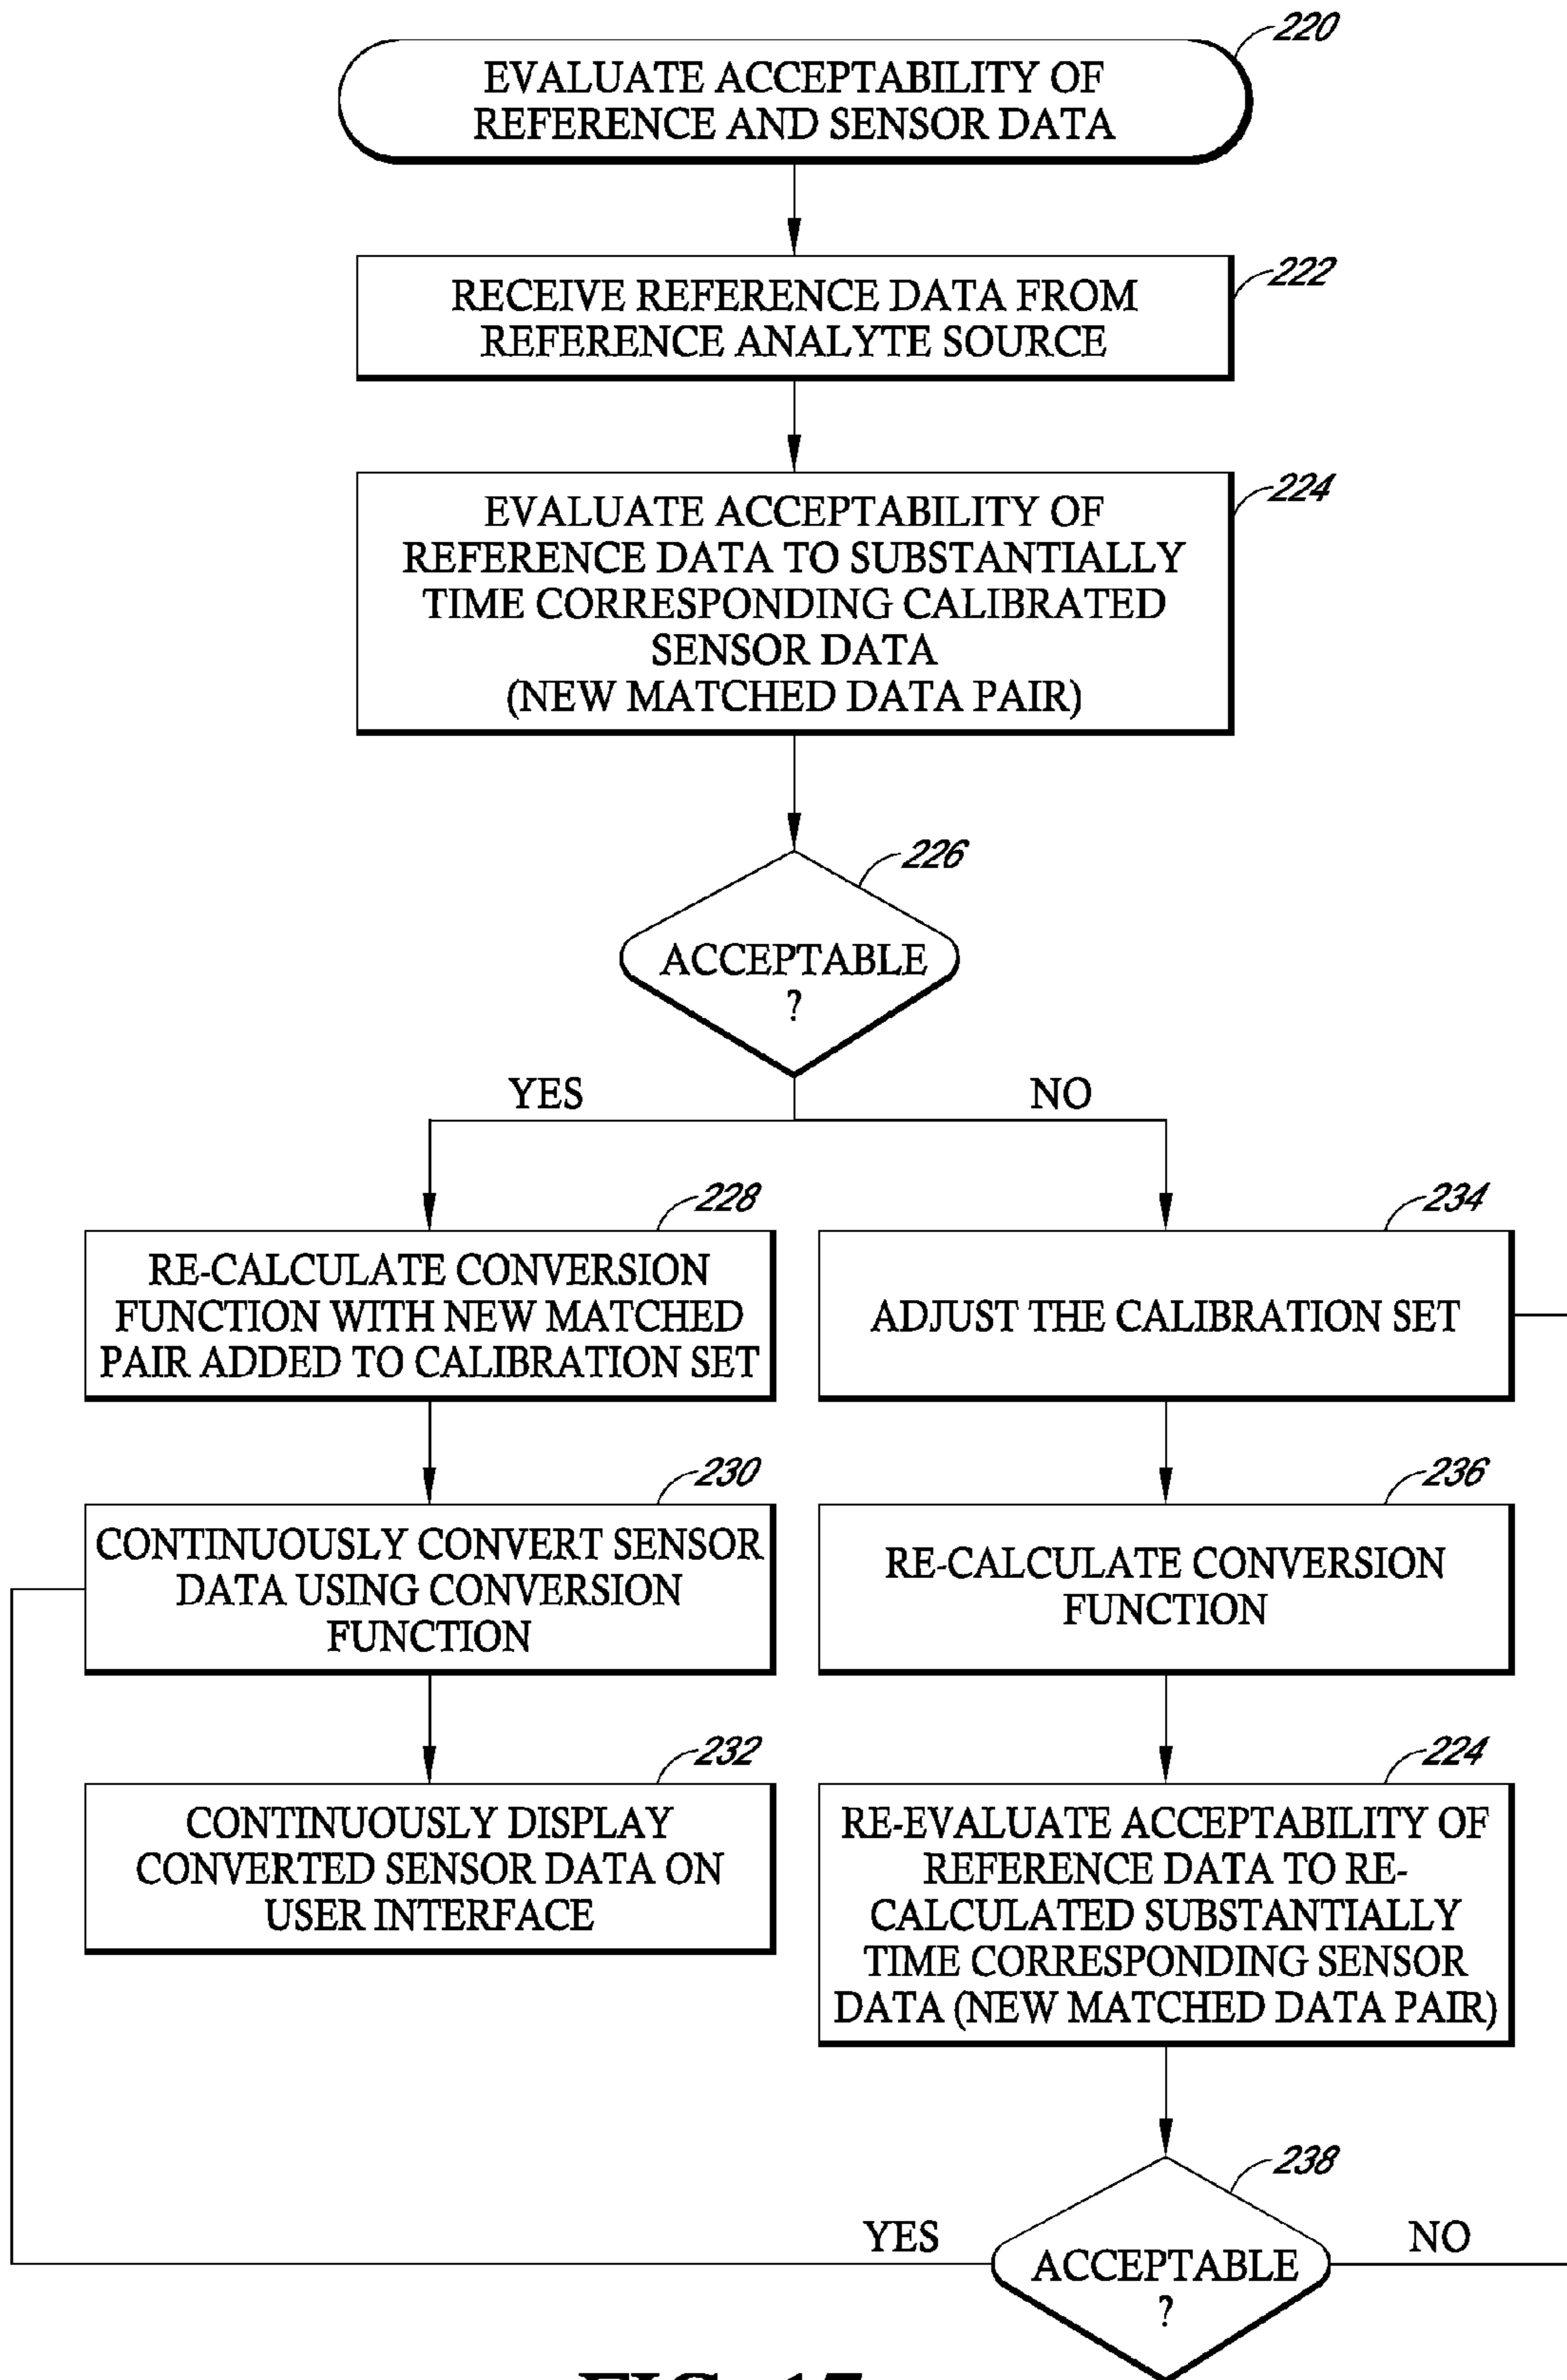 220
EVALUATE ACCEPTABILITY OF
REFERENCE AND SENSOR DATA
222
RECEIVE REFERENCE DATA FROM
REFERENCE ANALYTE SOURCE
224
EVALUATE ACCEPTABILITY OF
REFERENCE DATA TO SUBSTANTIALLY
TIME CORRESPONDING CALIBRATED
SENSOR DATA
(NEW MATCHED DATA PAIR)
226
ACCEPTABLE
?
YES
NO
228
RE-CALCULATE CONVERSION
FUNCTION WITH NEW MATCHED
PAIR ADDED TO CALIBRATION SET
234
ADJUST THE CALIBRATION SET
230
CONTINUOUSLY CONVERT SENSOR
DATA USING CONVERSION
FUNCTION
236
RE-CALCULATE CONVERSION
FUNCTION
232
CONTINUOUSLY DISPLAY
CONVERTED SENSOR DATA ON
USER INTERFACE
224
RE-EVALUATE ACCEPTABILITY OF
REFERENCE DATA TO RE-
CALCULATED SUBSTANTIALLY
TIME CORRESPONDING SENSOR
DATA (NEW MATCHED DATA PAIR)
238
YES
ACCEPTABLE
?
NO